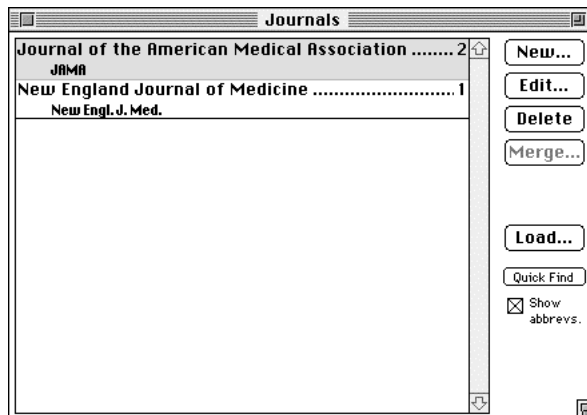 Journals
Journal of the American Medical Association ........ 2
JAMA
New England Journal of Medicine ........................ 1
New Engl. J. Med.
New...
Edit...
Delete
Merge...
Load...
Quick Find
Show
abbrevs.